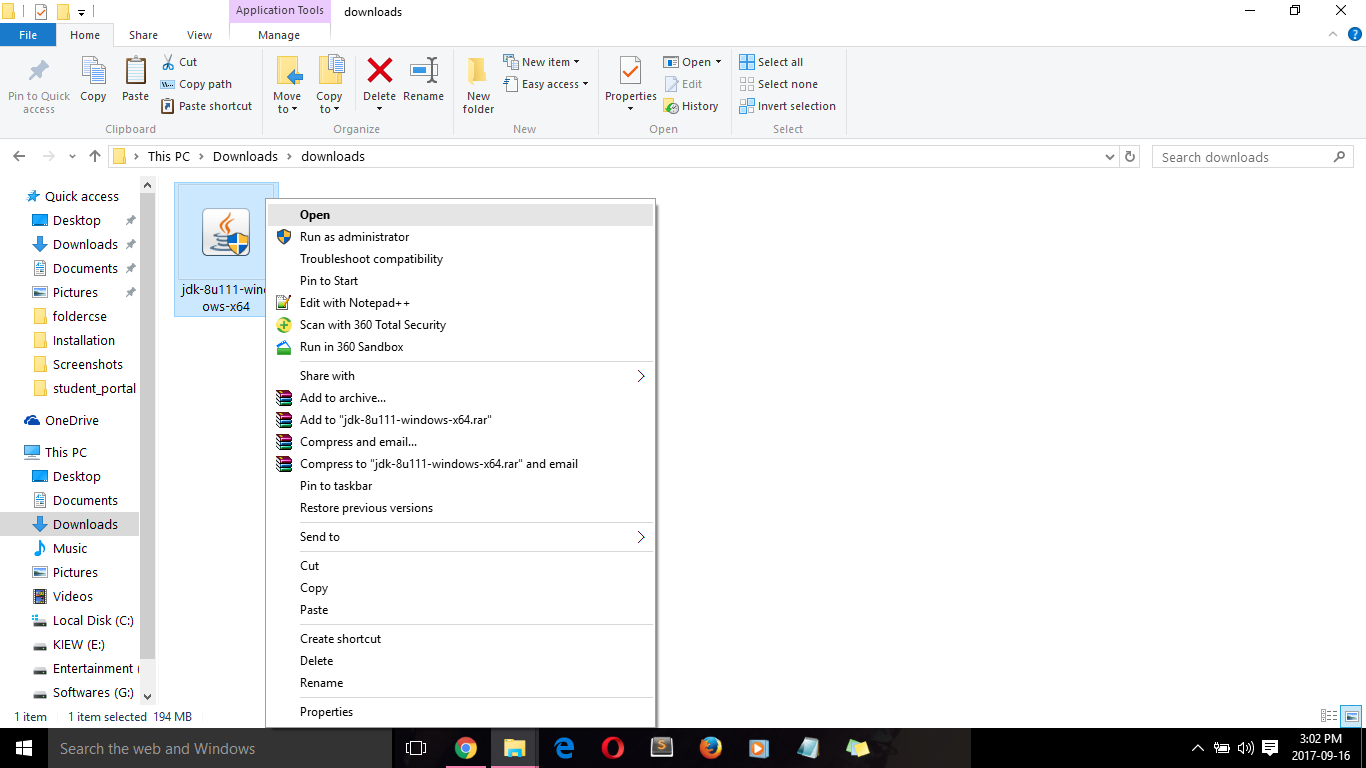 Application Tools
downloads
File
Home
Share
View
Manage
Pin to Quick
access
Copy
Paste
Cut
Copy path
Paste shortcut
Clipboard
Move
to
Copy
to
Delete
Rename
Organize
New
folder
New item
Easy access
New
Properties
Open
Edit
History
Open
Select all
Select none
Invert selection
Select
This PC
Downloads
downloads
Search downloads
Quick access
Desktop
Downloads
Documents
Pictures
foldercse
Installation
Screenshots
student_portal
OneDrive
This PC
Desktop
Documents
Downloads
Music
Pictures
Videos
Local Disk (C:)
KIEW (E:)
Entertainment (
Softwares (G:)
jdk-8u111-wind
ows-x64
Open
Run as administrator
Troubleshoot compatibility
Pin to Start
Edit with Notepad++
Scan with 360 Total Security
Run in 360 Sandbox
Share with
Add to archive...
Add to "jdk-8u111-windows-x64.rar"
Compress and email...
Compress to "jdk-8u111-windows-x64.rar" and email
Pin to taskbar
Restore previous versions
Send to
Cut
Copy
Paste
Create shortcut
Delete
Rename
Properties
1 item
1 item selected 194 MB
Search the web and Windows
3:02 PM
2017-09-16